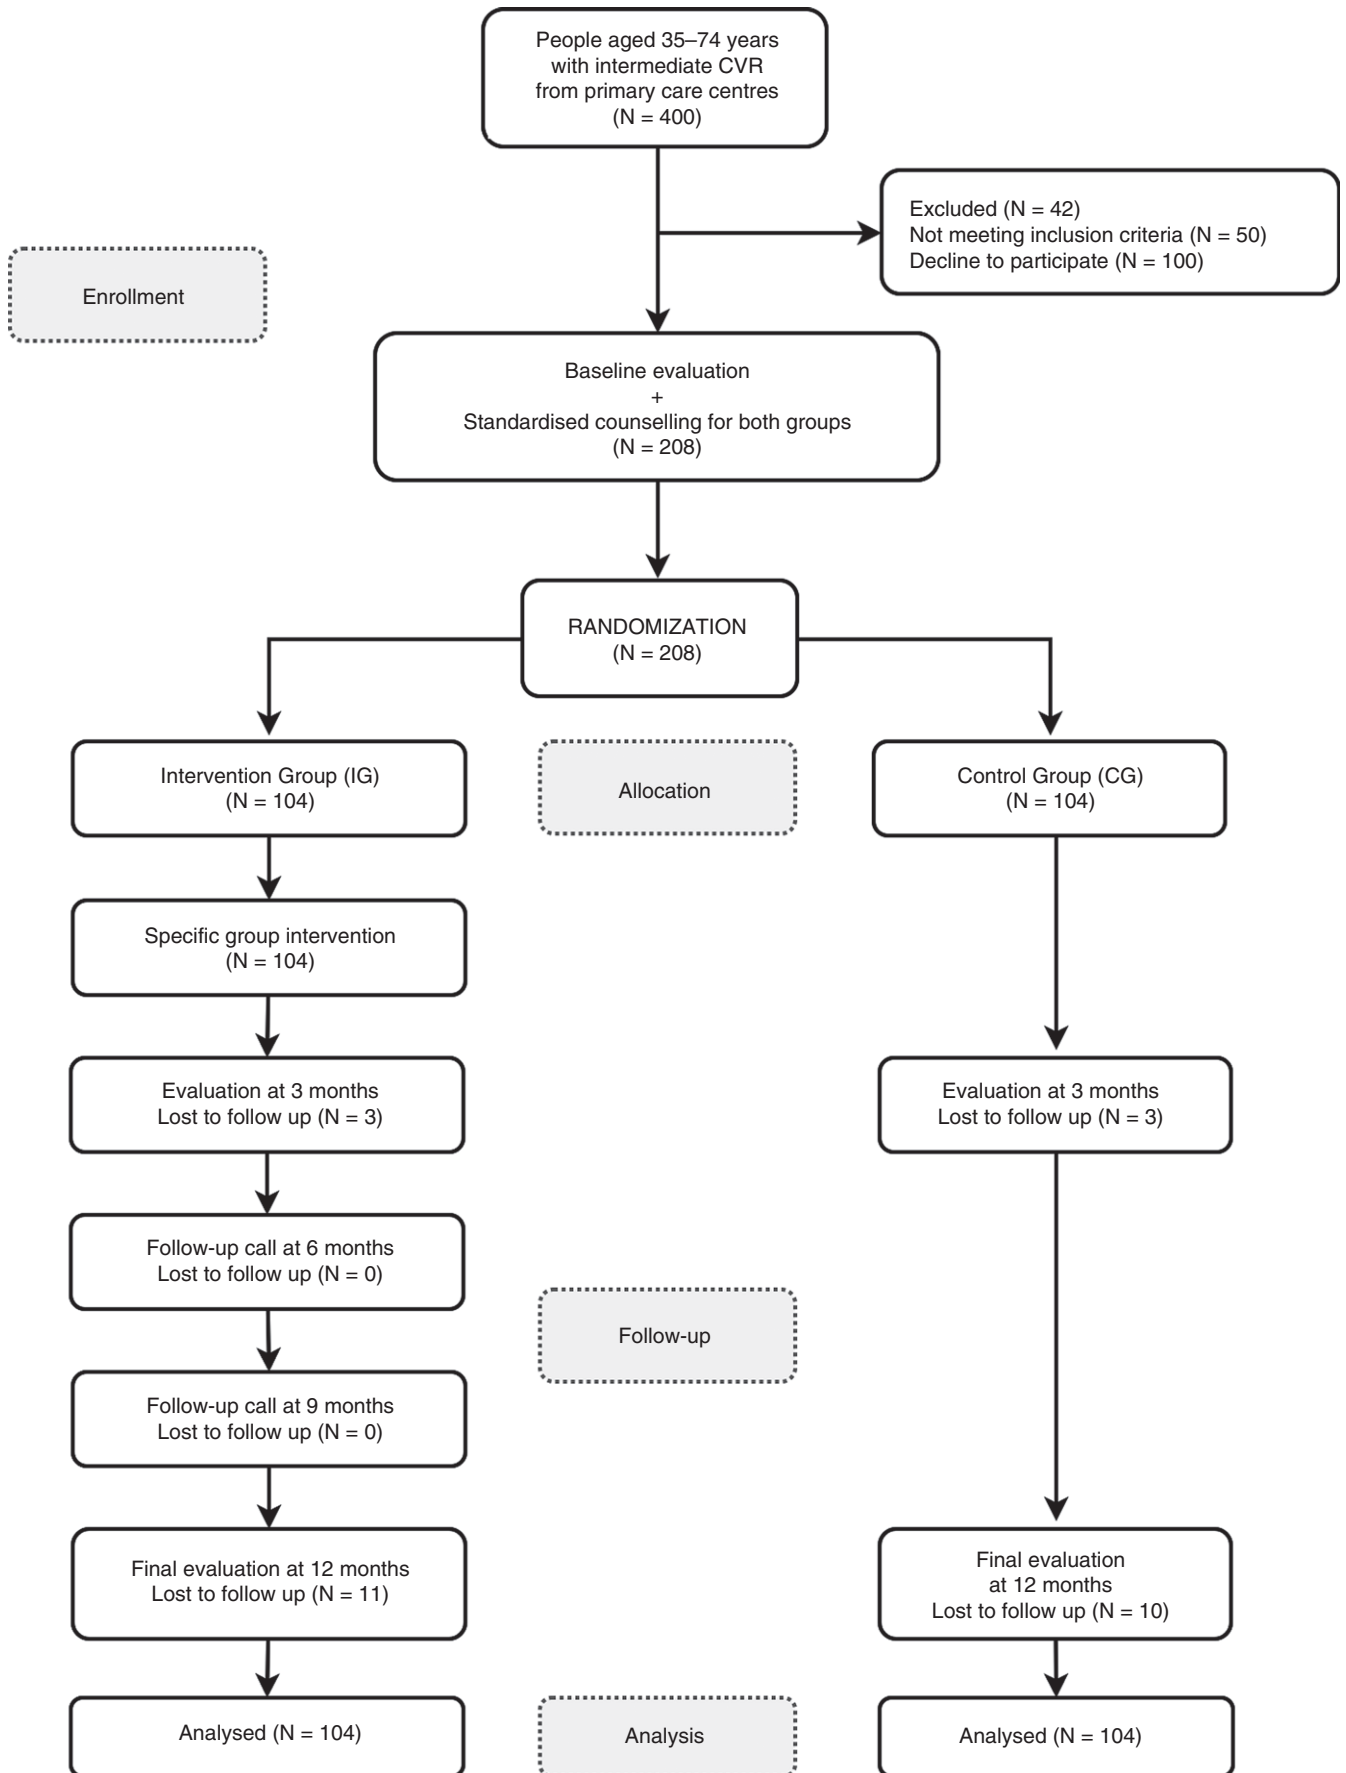 People aged 35–74 years
with intermediate CVR
from primary care centres
(N = 400)
Excluded (N = 42)
Not meeting inclusion criteria (N = 50)
Decline to participate (N = 100)
Enrollment
Baseline evaluation
+
Standardised counselling for both groups
(N = 208)
RANDOMIZATION
(N = 208)
Intervention Group (IG)
(N = 104)
Allocation
Control Group (CG)
(N = 104)
Specific group intervention
(N = 104)
Evaluation at 3 months
Lost to follow up (N = 3)
Evaluation at 3 months
Lost to follow up (N = 3)
Follow-up call at 6 months
Lost to follow up (N = 0)
Follow-up
Follow-up call at 9 months
Lost to follow up (N = 0)
Final evaluation at 12 months
Lost to follow up (N = 11)
Final evaluation
at 12 months
Lost to follow up (N = 10)
Analysed (N = 104)
Analysis
Analysed (N = 104)